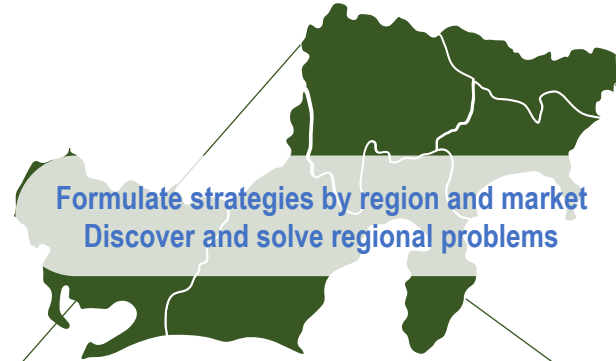 Formulate strategies by region and market
Discover and solve regional problems